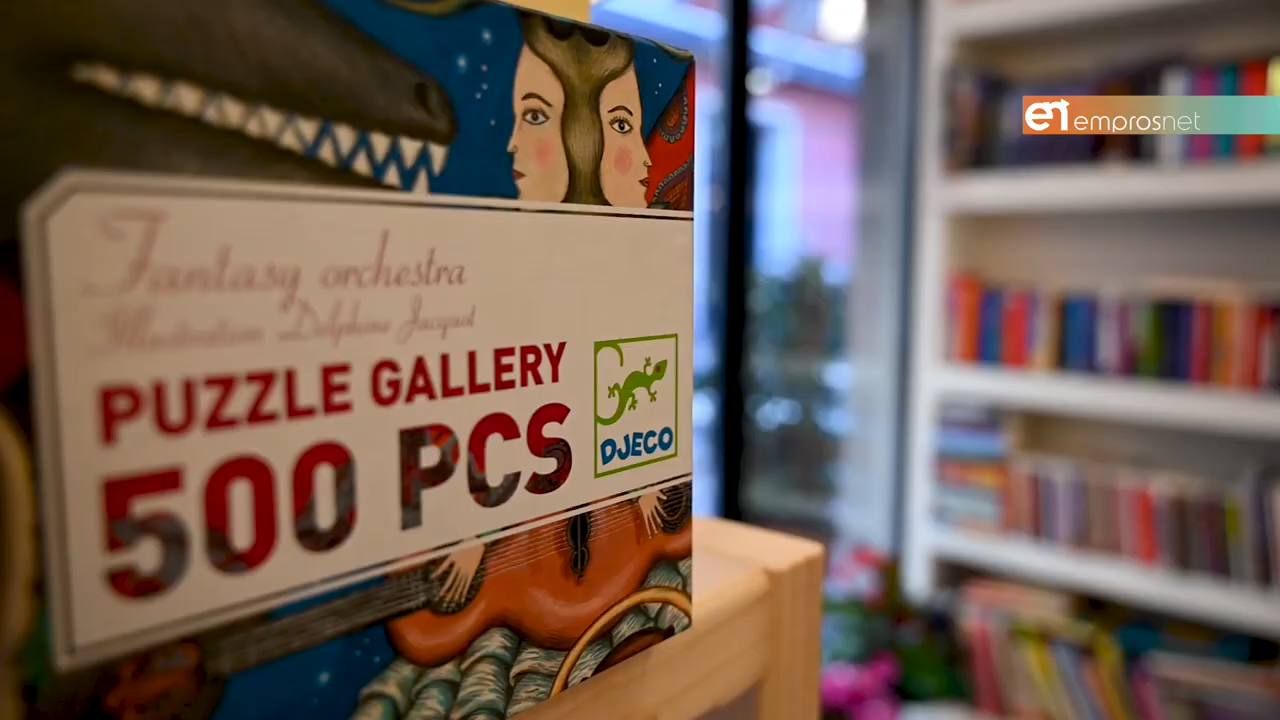 emprosnet
Fantasy orchestra
Illustration Delphine Jacquot
PUZZLE GALLERY
500 PCS
DJECO